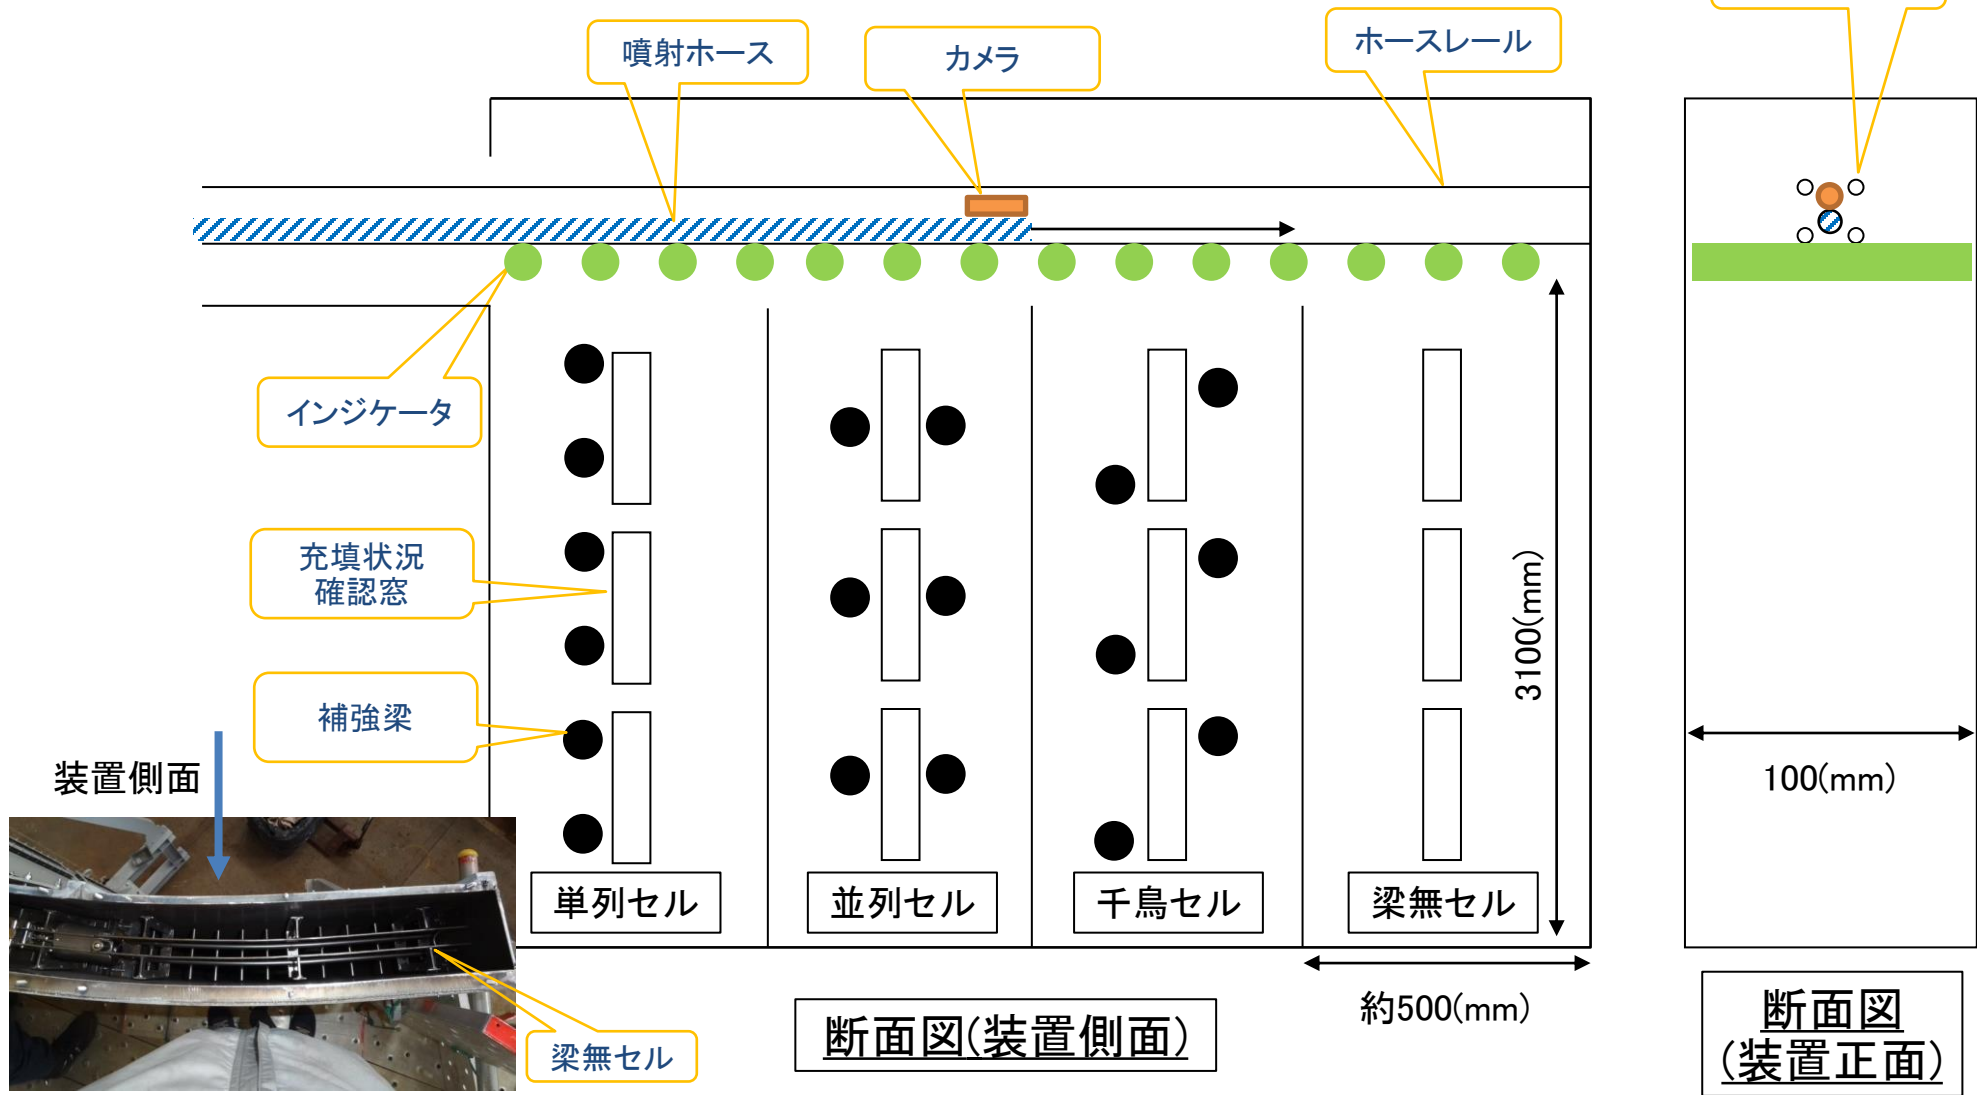 噴射ホース
カメラ
ホースレール
インジケータ
充填状況
確認窓
補強梁
装置側面
3100(mm)
100(mm)
単列セル
並列セル
千鳥セル
梁無セル
約500(mm)
梁無セル
断面図(装置側面)
断面図
(装置正面)